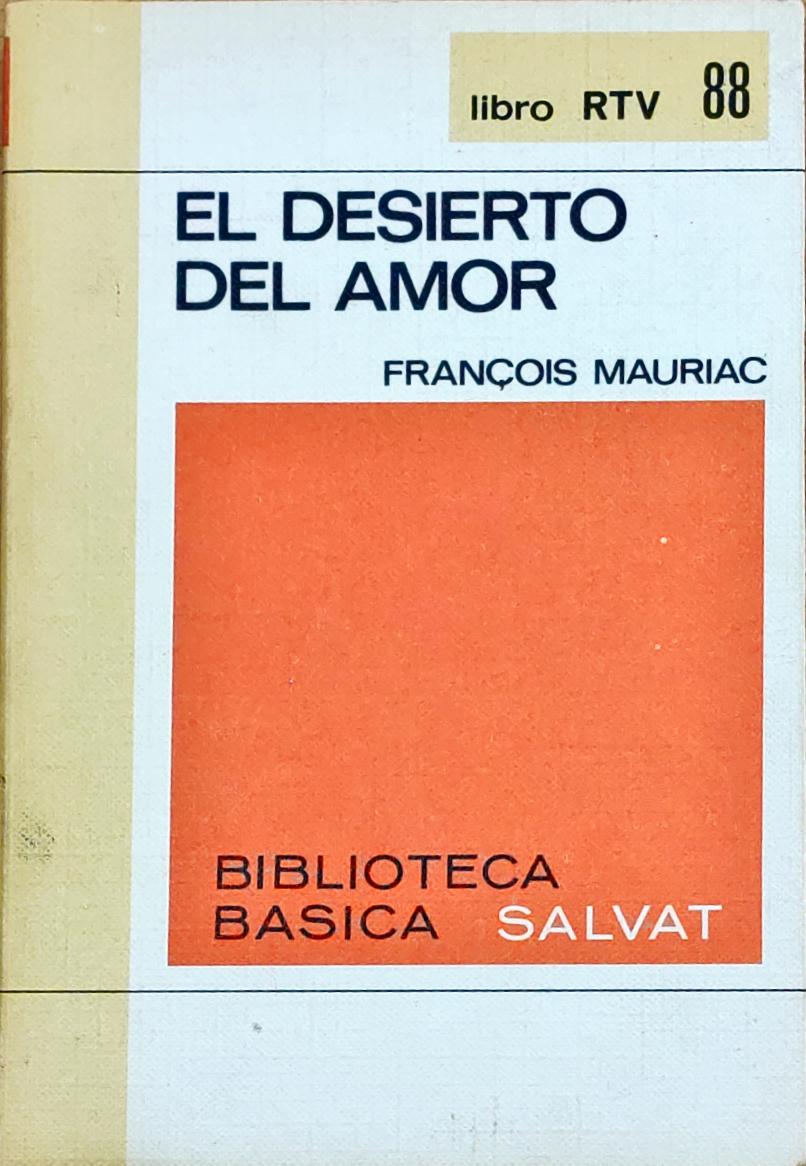 libro RTV 88
EL DESIERTO
DEL AMOR
FRANÇOIS MAURIAC
BIBLIOTECA
BASICA SALVAT